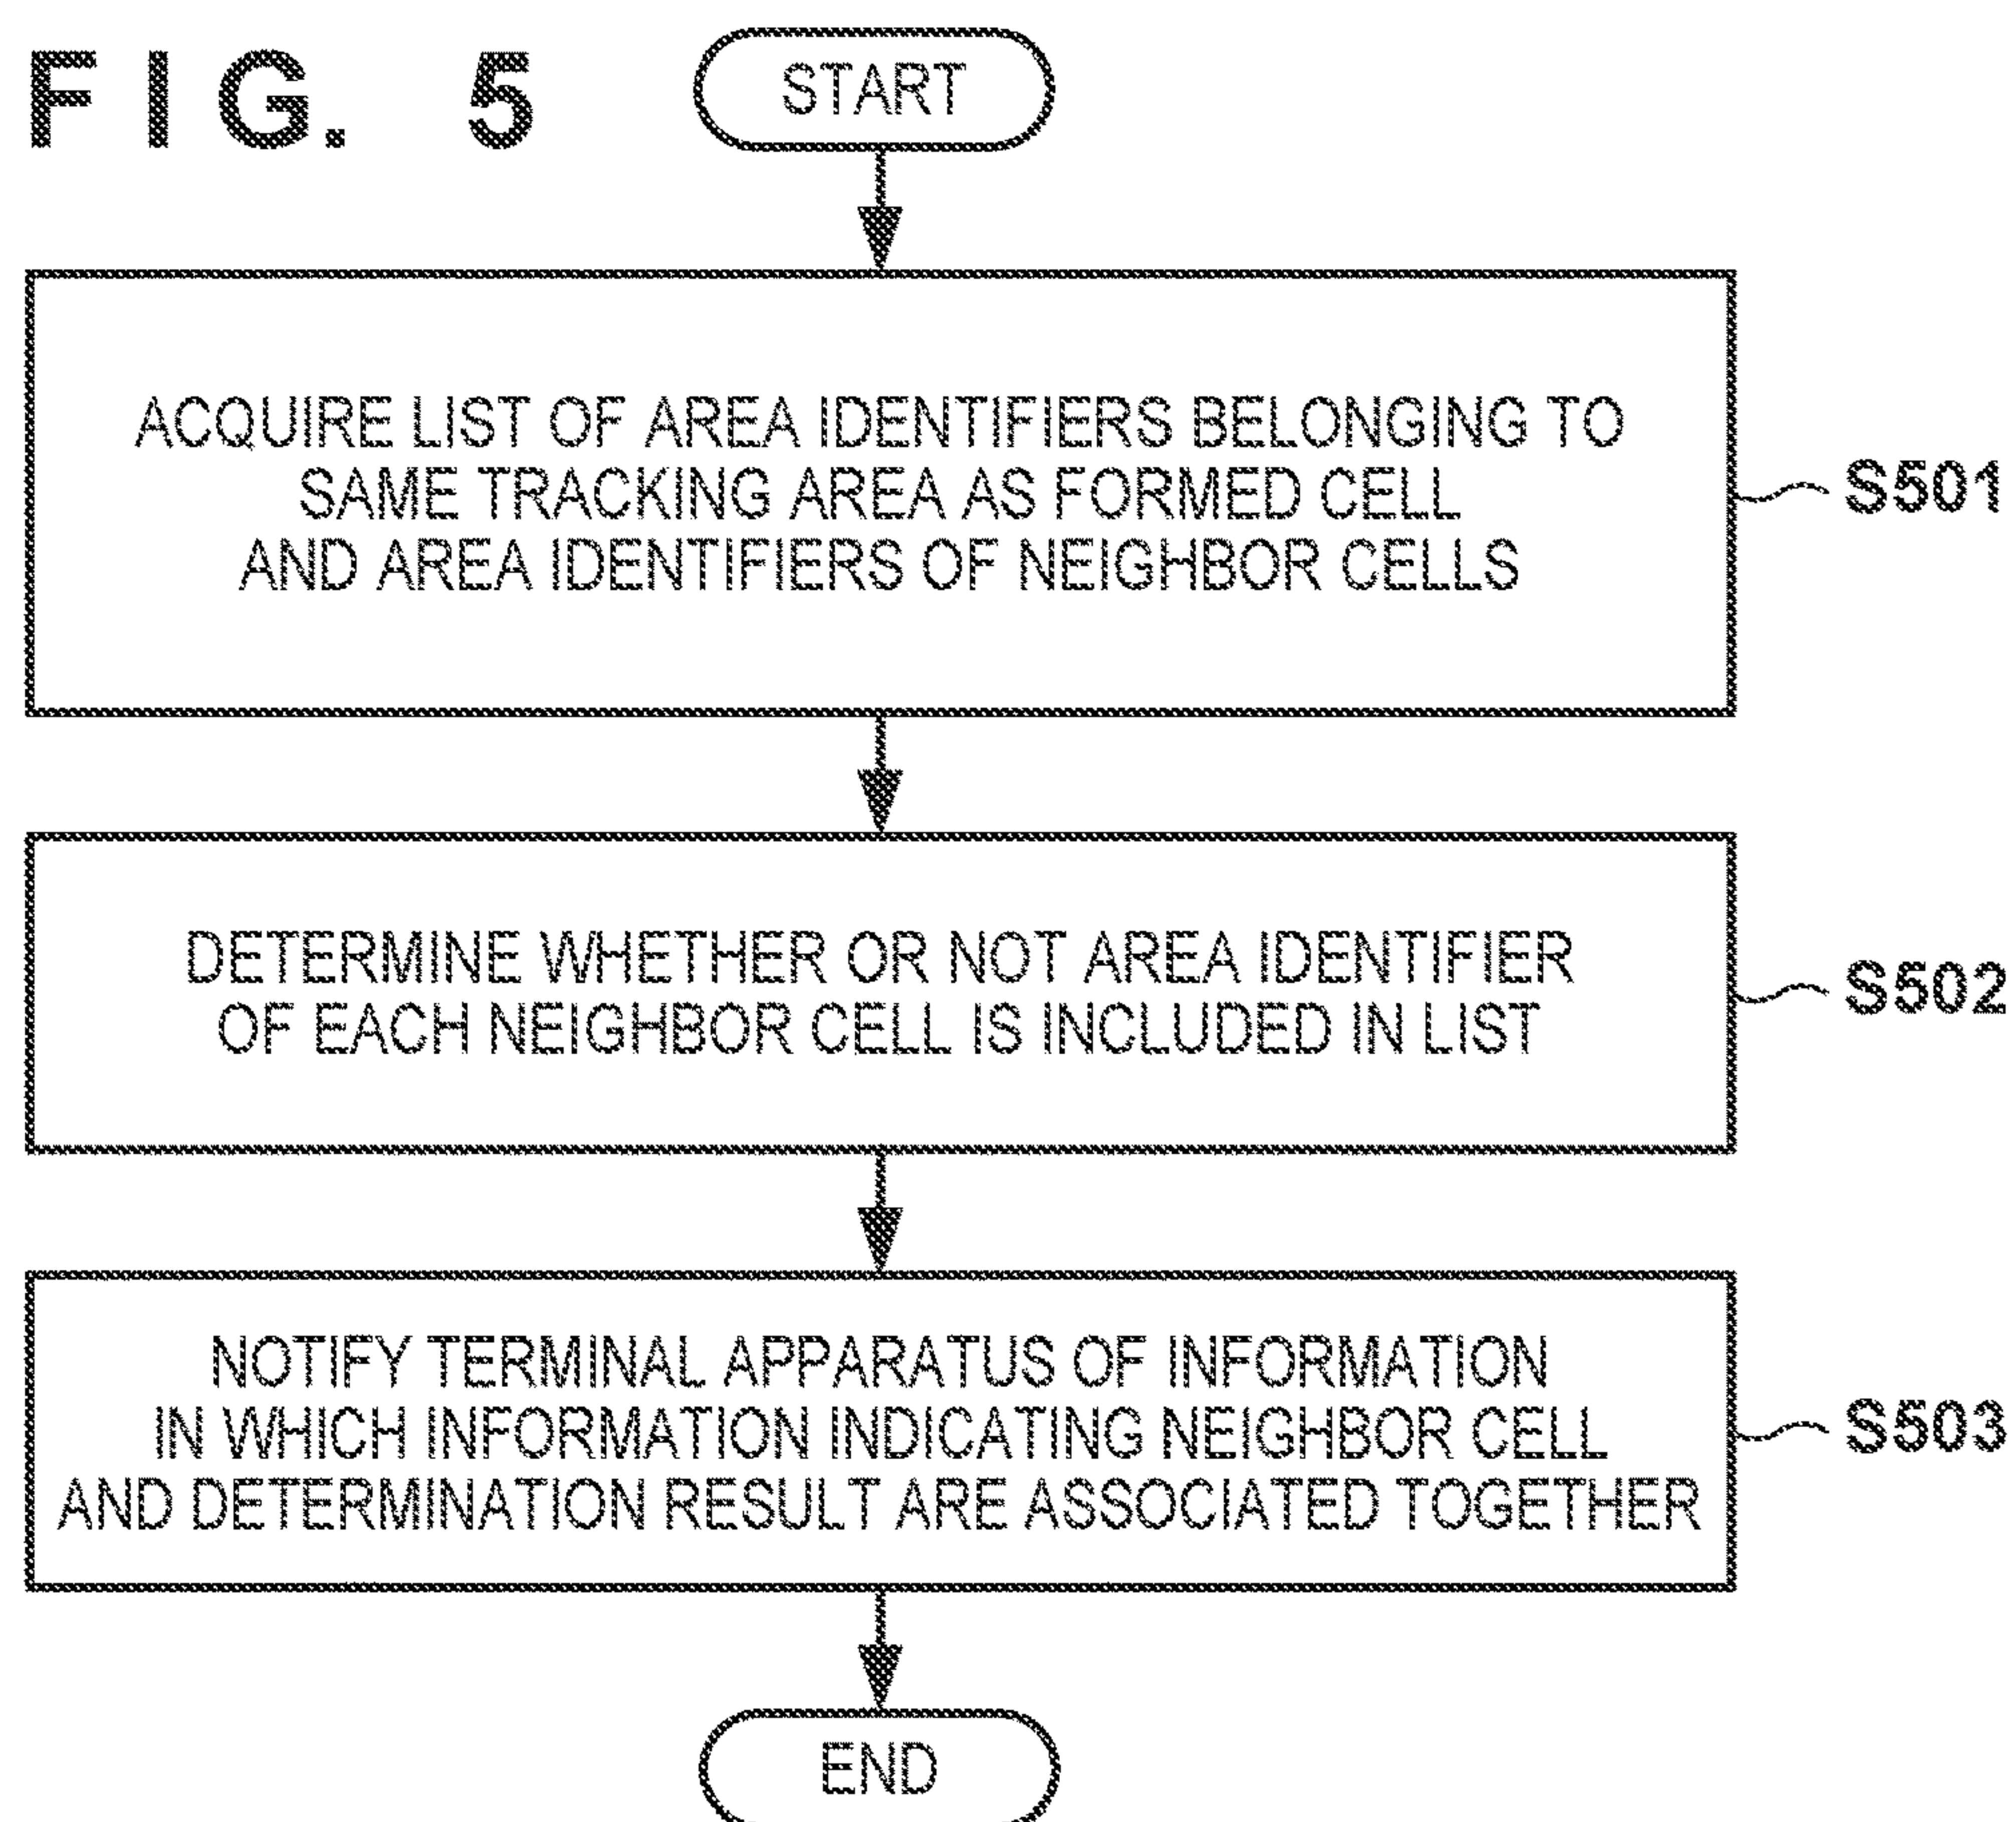 FIG. 5
START
ACQUIRE LIST OF AREA IDENTIFIERS BELONGING TO
SAME TRACKING AREA AS FORMED CELL
AND AREA IDENTIFIERS OF NEIGHBOR CELLS
S501
DETERMINE WHETHER OR NOT AREA IDENTIFIER
OF EACH NEIGHBOR CELL IS INCLUDED IN LIST
S502
NOTIFY TERMINAL APPARATUS OF INFORMATION
IN WHICH INFORMATION INDICATING NEIGHBOR CELL
AND DETERMINATION RESULT ARE ASSOCIATED TOGETHER
S503
END